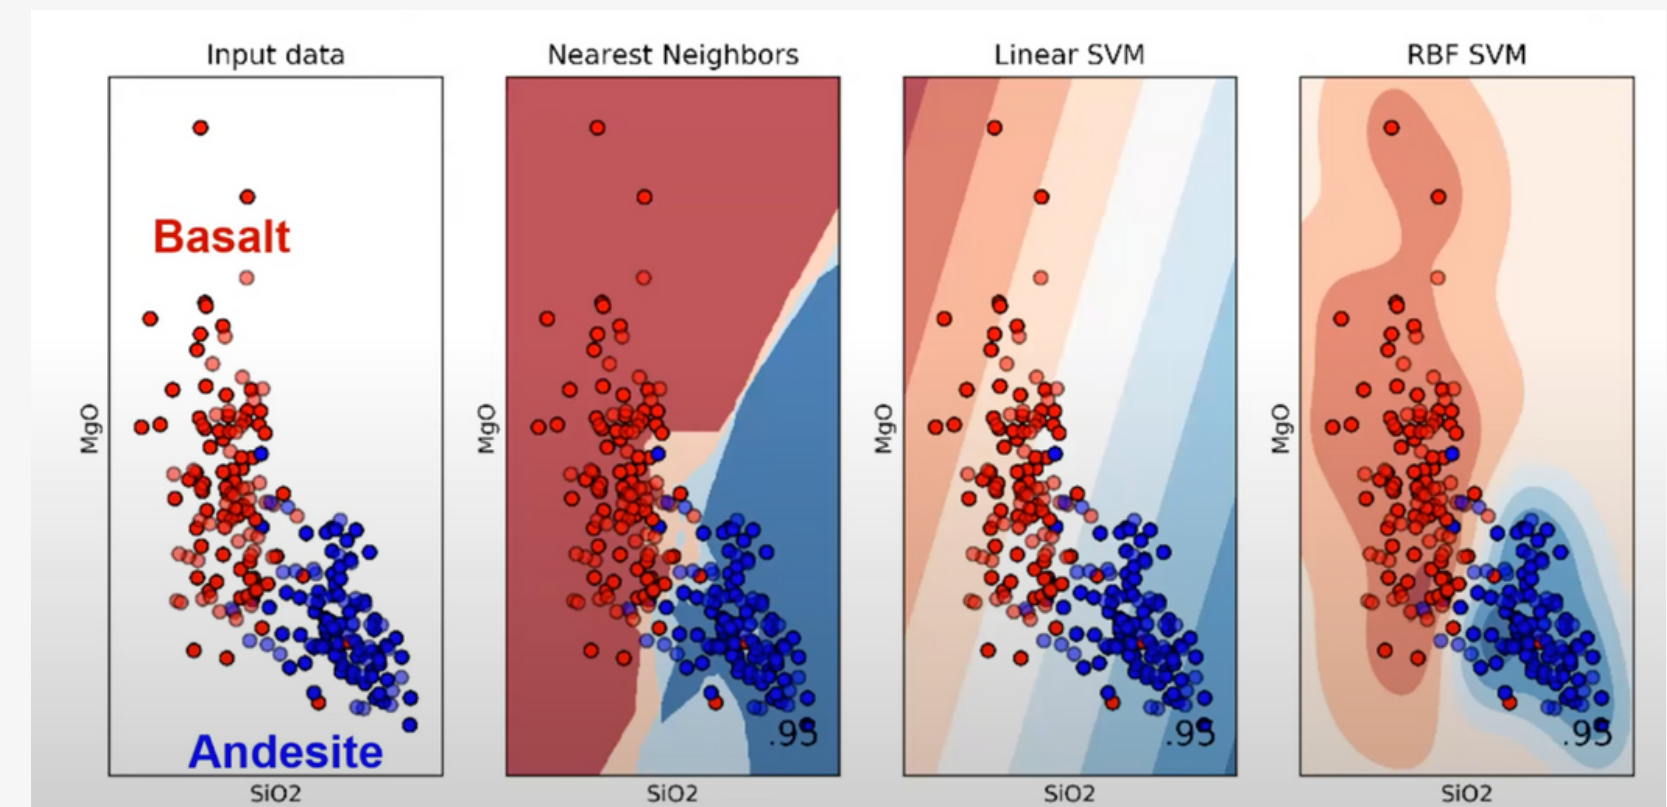 Input data
Nearest Neighbors
Linear SVM
RBF SVM
Basalt
Andesite
MgO
MgO
MgO
MgO
.95
.95
.95
SiO2
SiO2
SiO2
SiO2